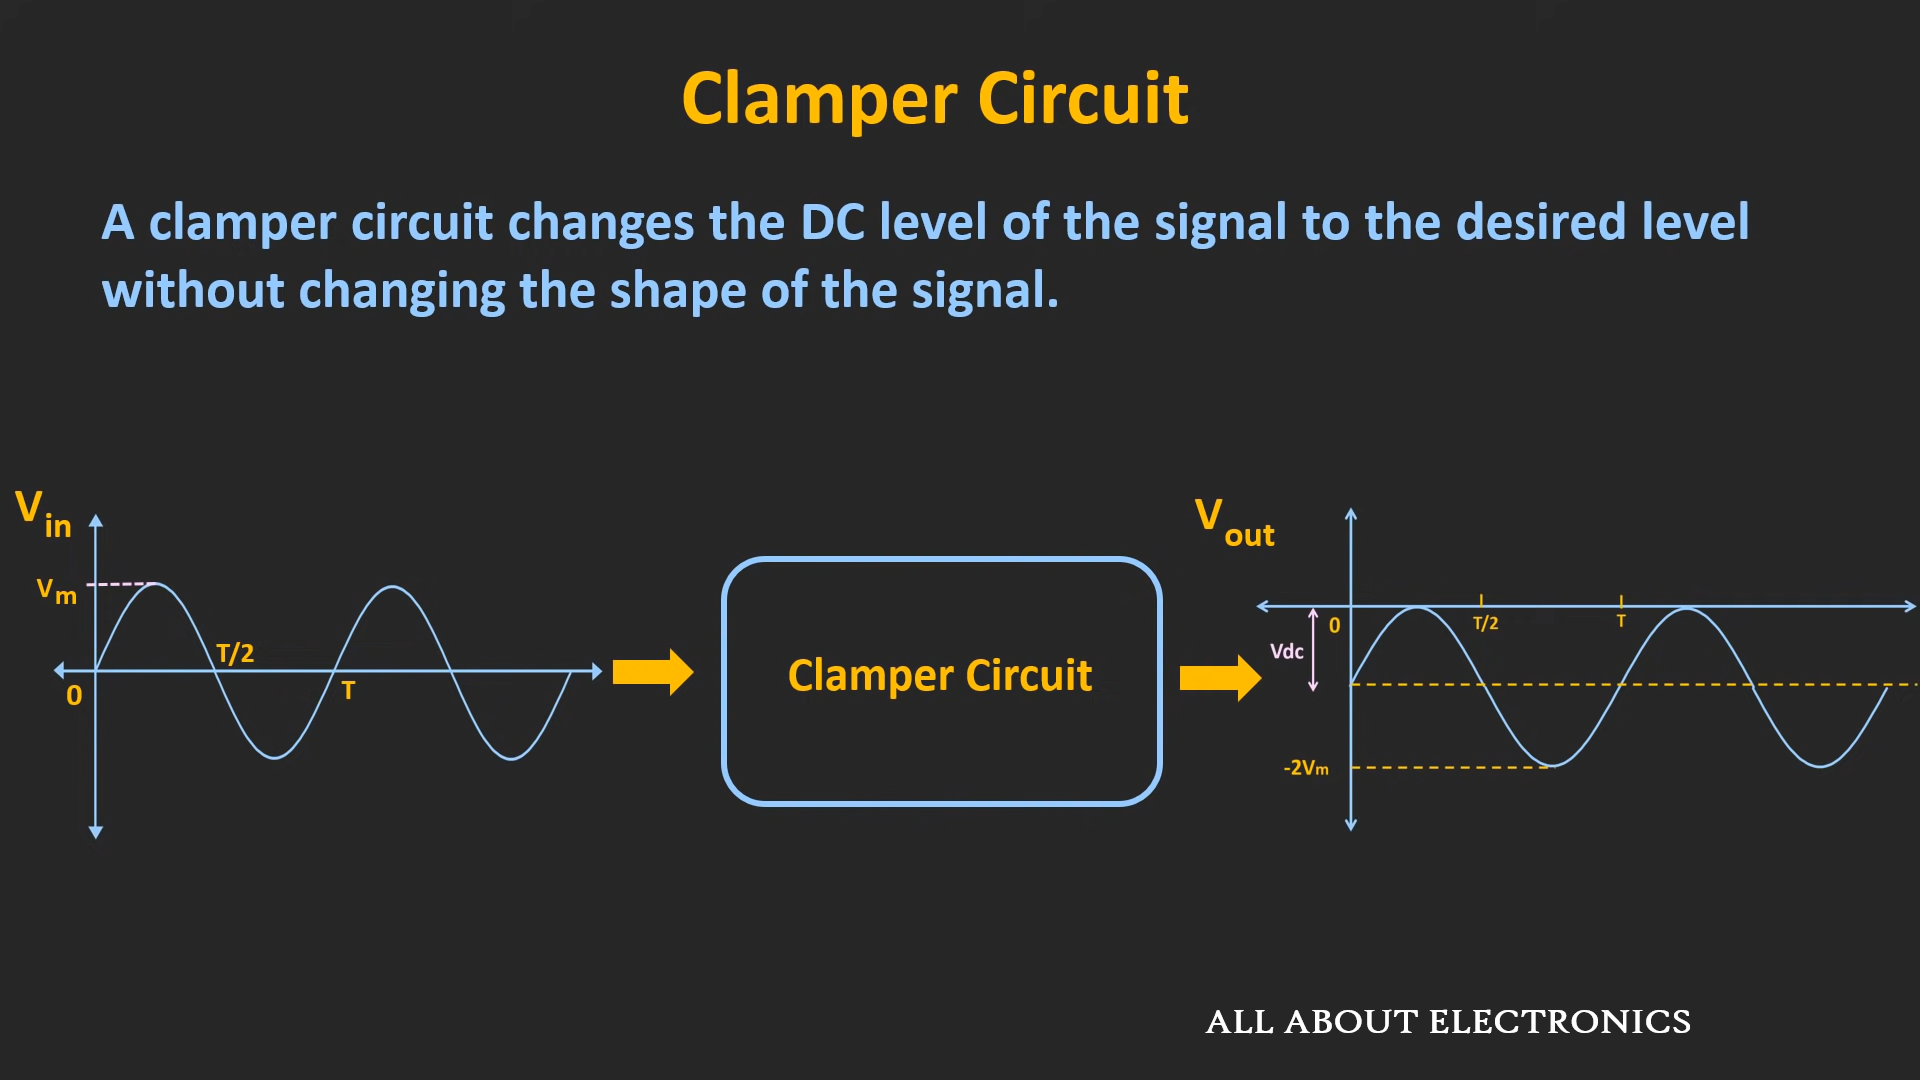 Clamper Circuit
A clamper circuit changes the DC level of the signal to the desired level
without changing the shape of the signal.
Vin
Vm
T/2
T
0
Clamper Circuit
Vout
0
T/2
T
Vdc
-2Vm
ALL ABOUT ELECTRONICS